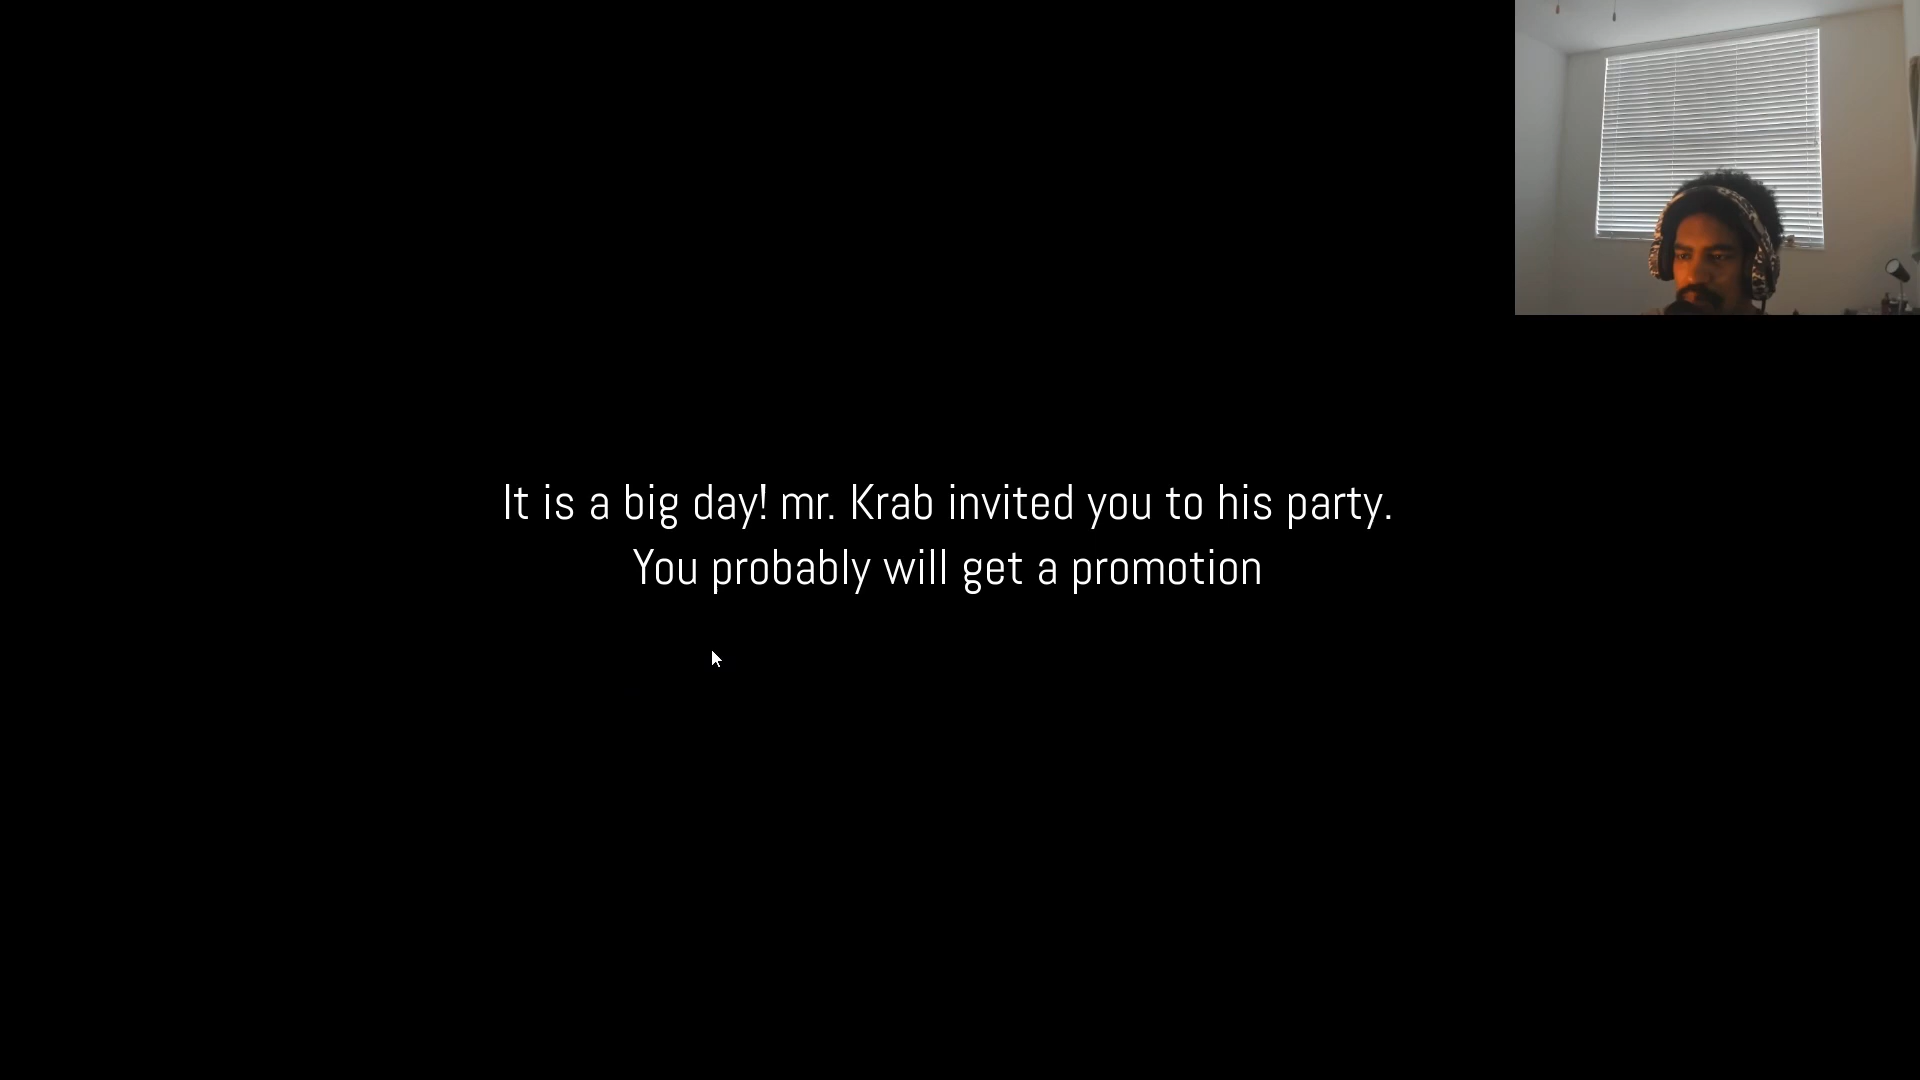 It is a big day! mr. Krab invited you to his party.
You probably will get a promotion